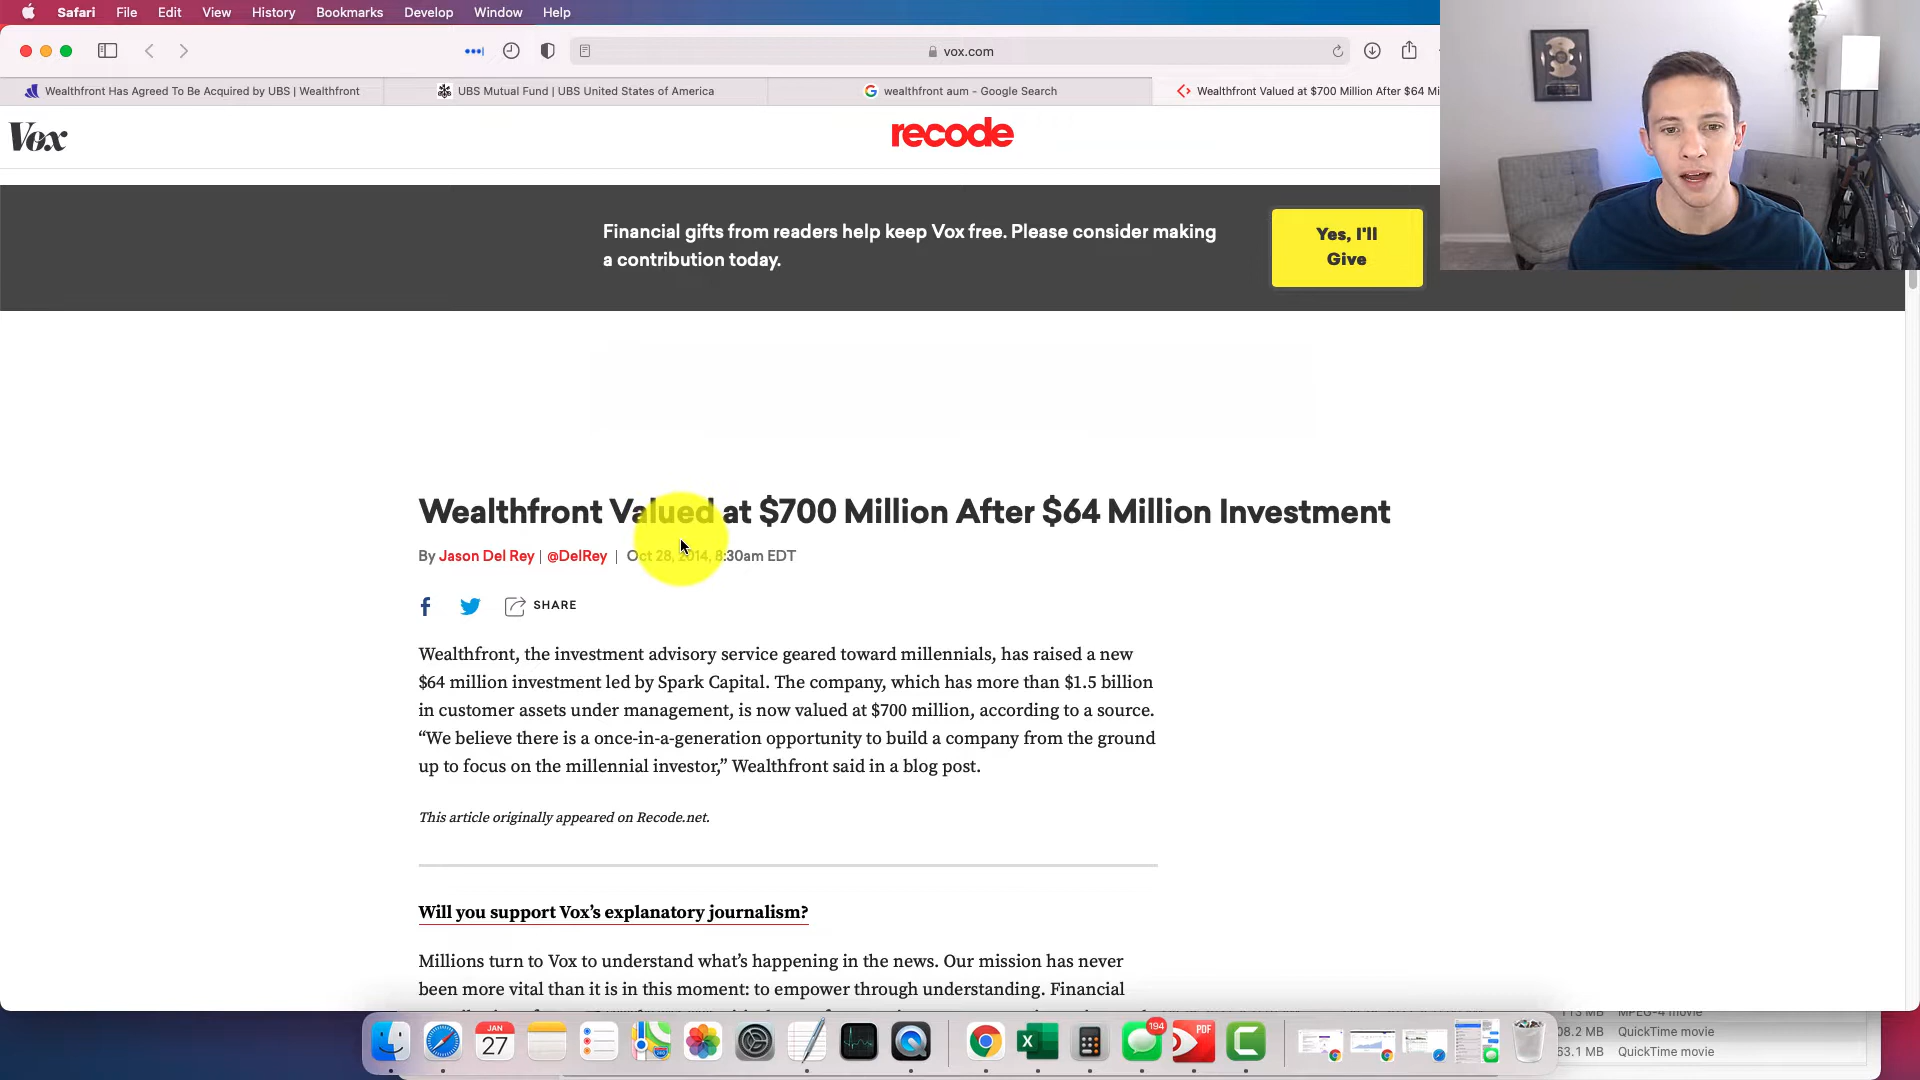 Safari File Edit View History Bookmarks Develop Window Help
vox.com
Wealthfront Has Agreed To Be Acquired by UBS | Wealthfront
UBS Mutual Fund | UBS United States of America
wealthfront aum - Google Search
Wealthfront Valued at $700 Million After $64 Mi
Vox
recode
Financial gifts from readers help keep Vox free. Please consider making
a contribution today.
Yes, I'll
Give
Wealthfront Valued at $700 Million After $64 Million Investment
By Jason Del Rey | @DelRey | Oct 28, 2014, 8:30am EDT
SHARE
Wealthfront, the investment advisory service geared toward millennials, has raised a new
$64 million investment led by Spark Capital. The company, which has more than $1.5 billion
in customer assets under management, is now valued at $700 million, according to a source.
“We believe there is a once-in-a-generation opportunity to build a company from the ground
up to focus on the millennial investor,” Wealthfront said in a blog post.
This article originally appeared on Recode.net.
Will you support Vox’s explanatory journalism?
Millions turn to Vox to understand what’s happening in the news. Our mission has never
been more vital than it is in this moment: to empower through understanding. Financial
JAN
27
194
PDF
MPEG-4 movie
08.2 MB QuickTime movie
63.1 MB QuickTime movie